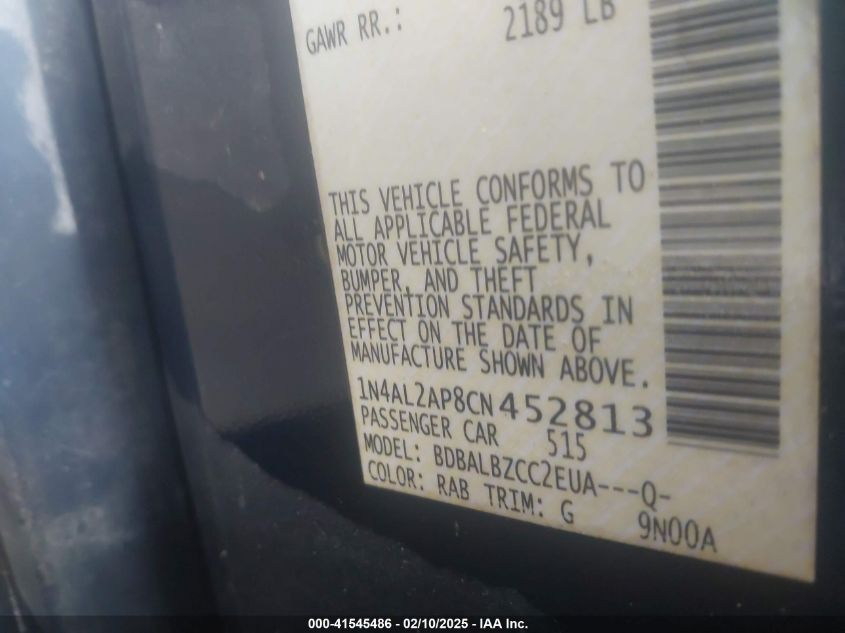 GAWR RR.: 2189 LB
THIS VEHICLE CONFORMS TO
ALL APPLICABLE FEDERAL
MOTOR VEHICLE SAFETY,
BUMPER, AND THEFT
PREVENTION STANDARDS IN
EFFECT ON THE DATE OF
MANUFACTURE SHOWN ABOVE.
1N4AL2AP8CN452813
PASSENGER CAR 515
MODEL: BDBALBZCC2EUA---Q-
COLOR: RAB TRIM: G 9N00A
000-41545486 - 02/10/2025 - IAA Inc.